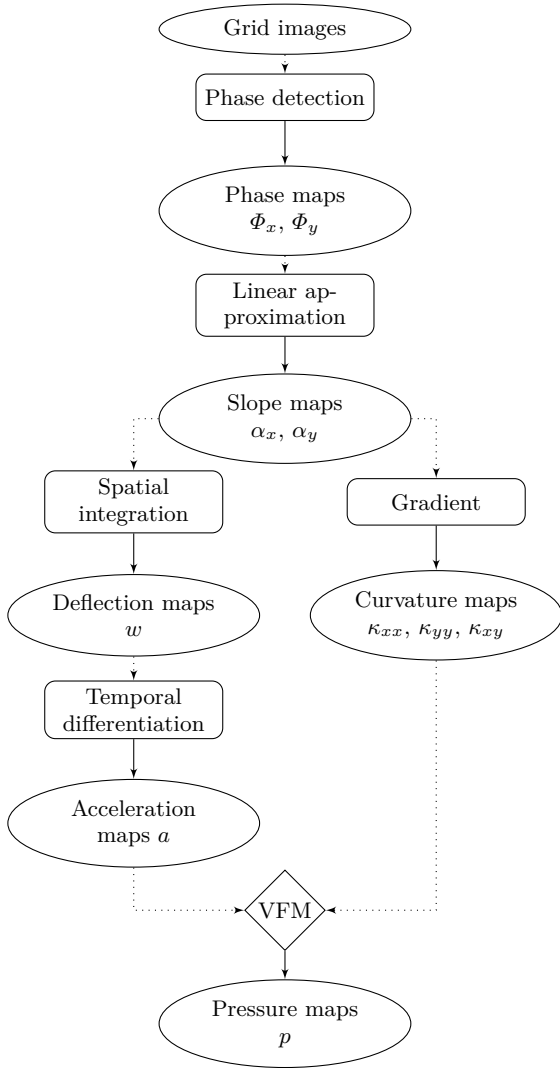 Grid images
Phase detection
Phase maps
Φx, Φy
Linear ap-
proximation
Slope maps
αx, αy
Spatial
integration
Gradient
Deflection maps
w
Curvature maps
κxx, κyy, κxy
Temporal
differentiation
Acceleration
maps a
VFM
Pressure maps
p